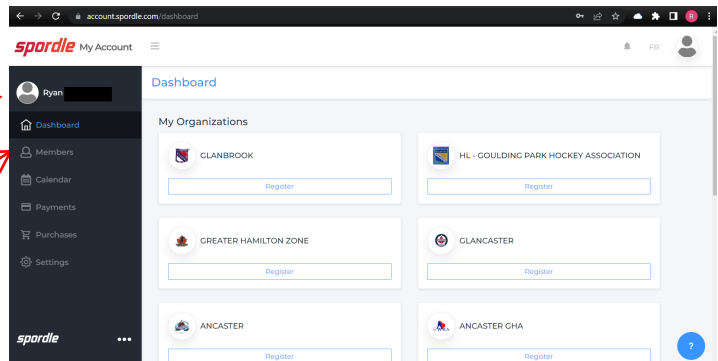 account.spordle.com/dashboard
R
spordle My Account
FR
Ryan
Dashboard
Members
Calendar
Payments
Purchases
Settings
spordle
Dashboard
My Organizations
GLANBROOK
Register
HL - GOULDING PARK HOCKEY ASSOCIATION
Register
GREATER HAMILTON ZONE
Register
GLANCASTER
Register
ANCASTER
Register
ANCASTER GHA
Register
?